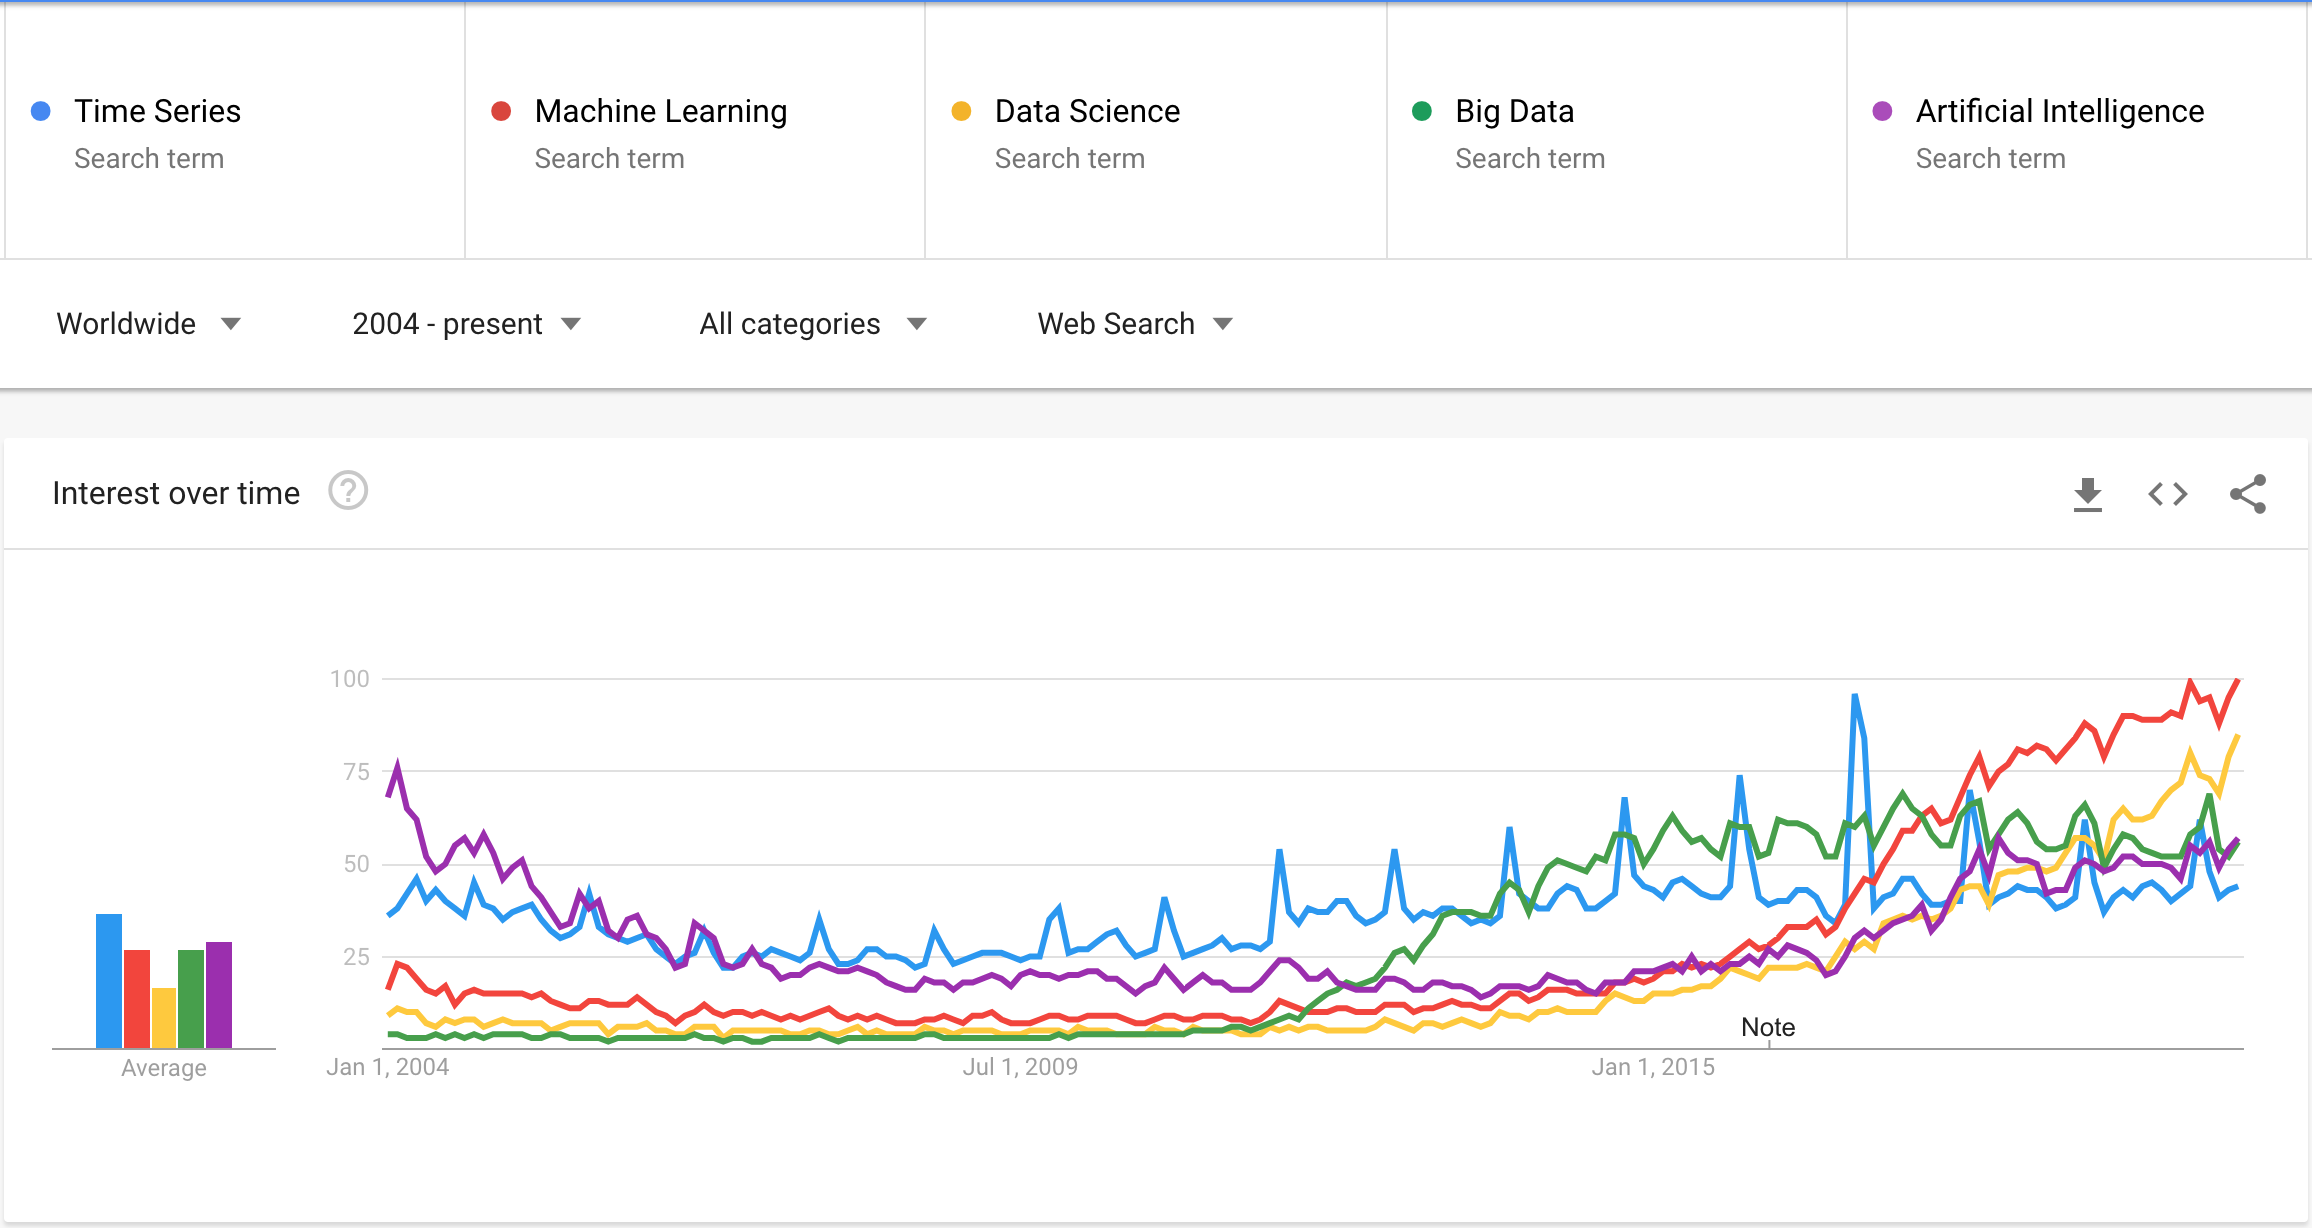 Time Series
Search term
Machine Learning
Search term
Data Science
Search term
Big Data
Search term
Artificial Intelligence
Search term
Worldwide
2004 - present
All categories
Web Search
Interest over time
?
100
75
50
25
Note
Average
Jan 1, 2004
Jul 1, 2009
Jan 1, 2015